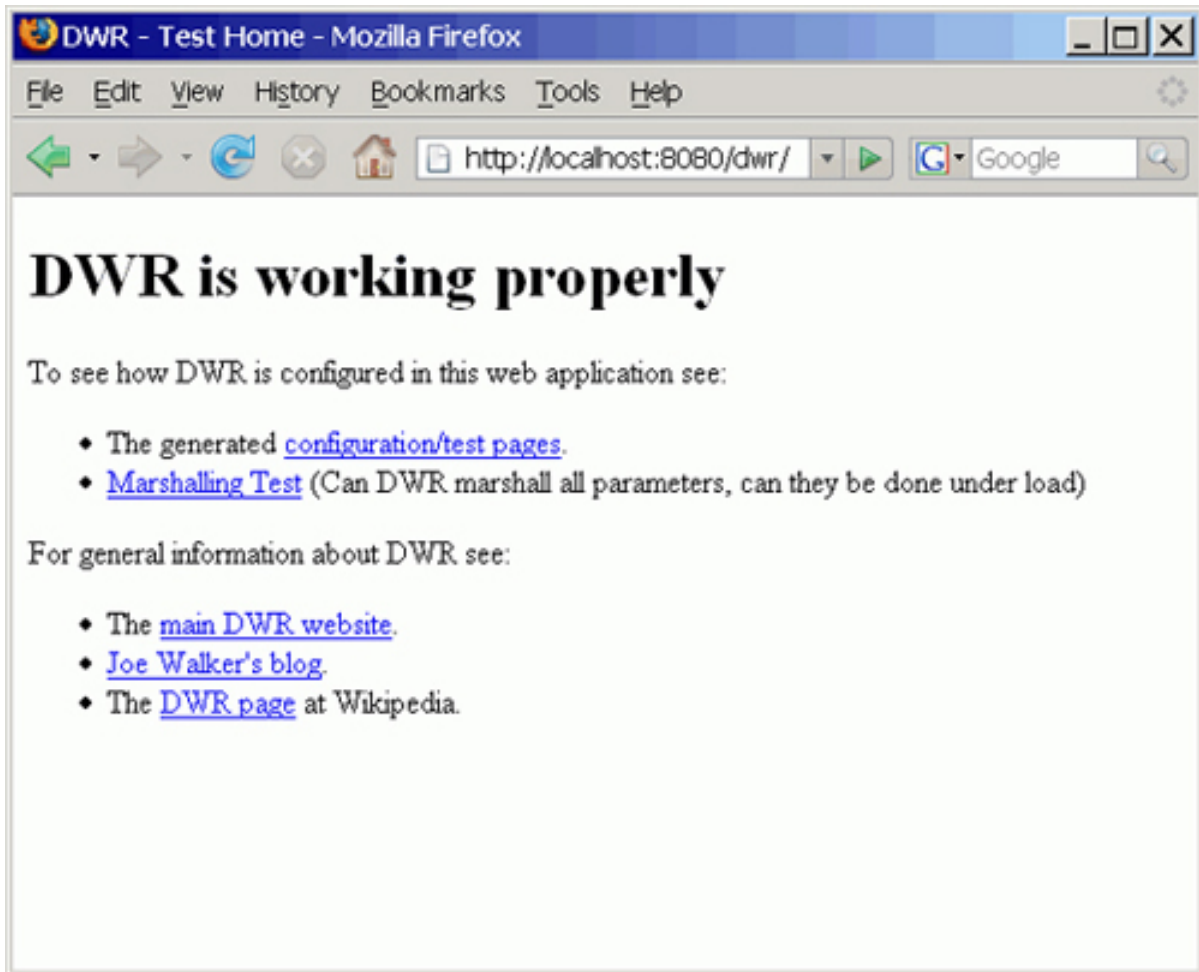 DWR - Test Home - Mozilla Firefox
File Edit View History Bookmarks Tools Help
http://localhost:8080/dwr/ G Google
DWR is working properly
To see how DWR is configured in this web application see:
• The generated configuration/test pages.
• Marshalling Test (Can DWR marshall all parameters, can they be done under load)
For general information about DWR see:
• The main DWR website.
• Joe Walker's blog.
• The DWR page at Wikipedia.